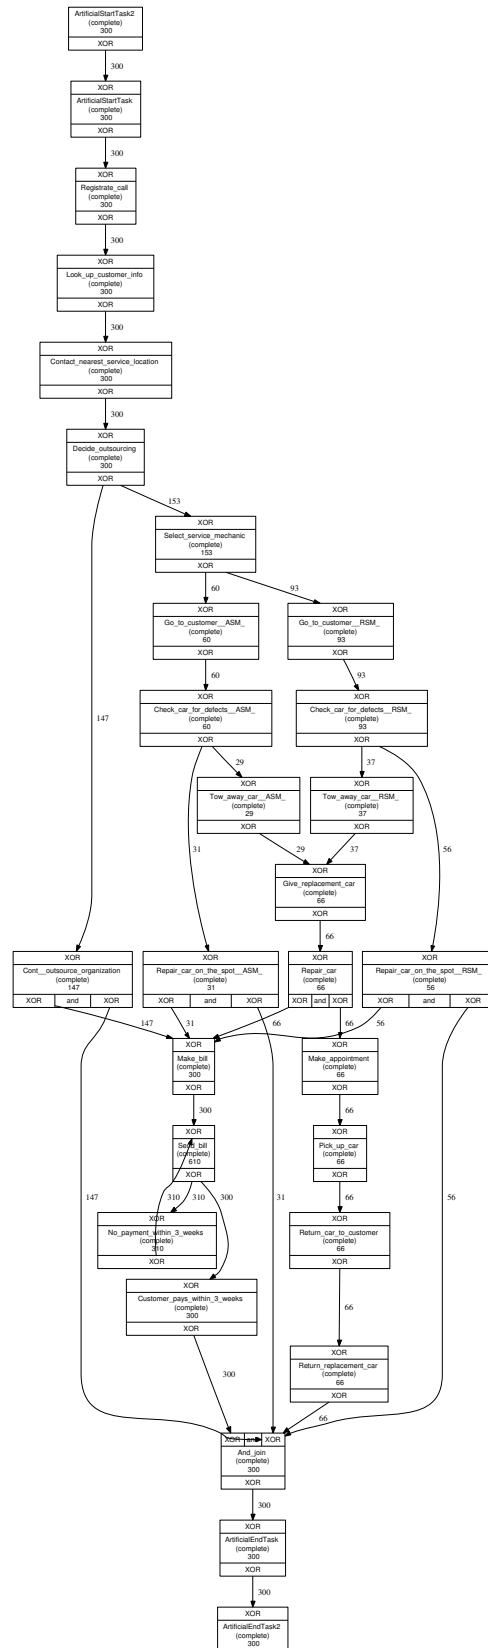 ArtificialStartTask2
(complete)
300
XOR
300
XOR
ArtificialStartTask
(complete)
300
XOR
300
XOR
Registrate_call
(complete)
300
XOR
300
XOR
Look_up_customer_info
(complete)
300
XOR
300
XOR
Contact_nearest_service_location
(complete)
300
XOR
300
XOR
Decide_outsourcing
(complete)
300
XOR
153
XOR
Select_service_mechanic
(complete)
153
XOR
60 93
XOR XOR
Go_to_customer__ASM_ Go_to_customer__RSM_
(complete) (complete)
60 93
XOR XOR
60 93
XOR XOR
147 Check_car_for_defects__ASM_ Check_car_for_defects__RSM_
(complete) (complete)
60 93
XOR XOR
29 37
XOR XOR
Tow_away_car__ASM_ Tow_away_car__RSM_
(complete) (complete)
29 37
XOR XOR
31 29 37 56
XOR
Give_replacement_car
(complete)
66
XOR
66
XOR XOR XOR XOR
Cont__outsource_organization Repair_car_on_the_spot__ASM_ Repair_car Repair_car_on_the_spot__RSM_
(complete) (complete) (complete) (complete)
147 31 66 56
XOR and XOR XOR and XOR XOR and XOR XOR and XOR
147 31 66 66 56
XOR XOR
Make_bill Make_appointment
(complete) (complete)
300 66
XOR XOR
300 66
XOR XOR
Send_bill Pick_up_car
(complete) (complete)
610 66
XOR XOR
147 310 310 300 31 66 56
XOR XOR
No_payment_within_3_weeks Return_car_to_customer
(complete) (complete)
310 66
XOR XOR
XOR
Customer_pays_within_3_weeks
(complete)
300
XOR
66
XOR
Return_replacement_car
(complete)
66
XOR
300 66
XOR and XOR
And_join
(complete)
300
XOR
300
XOR
ArtificialEndTask
(complete)
300
XOR
300
XOR
ArtificialEndTask2
(complete)
300